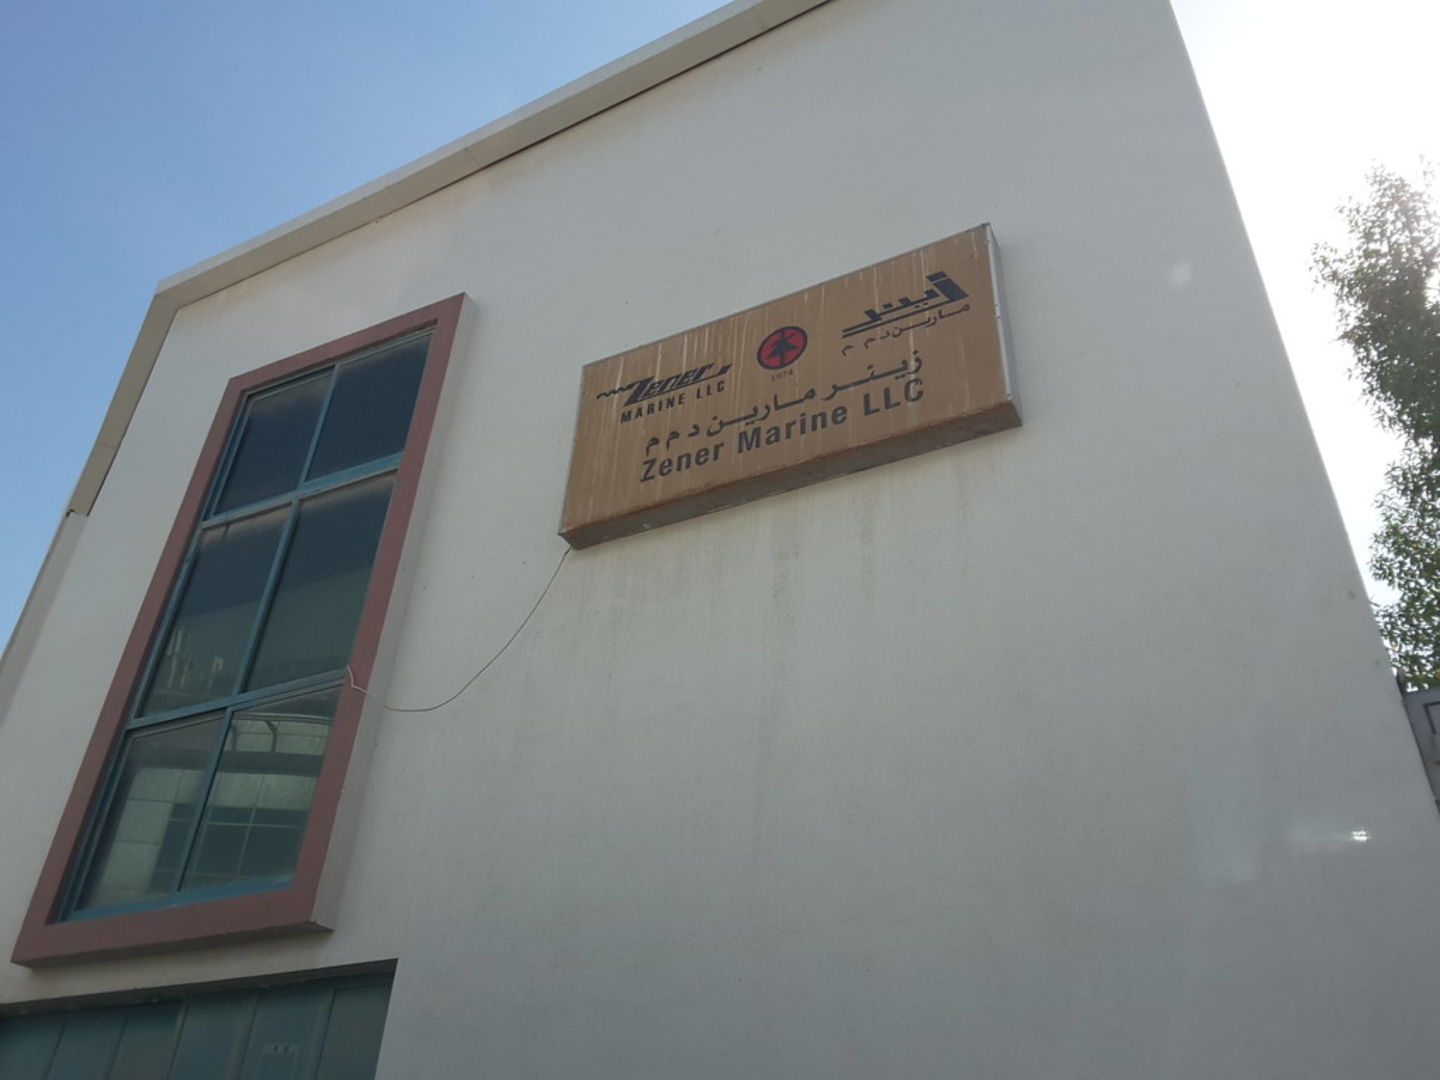 Zener
MARINE LLC
1974
زينر
مارين د م م
زينر مارين د م م
Zener Marine LLC